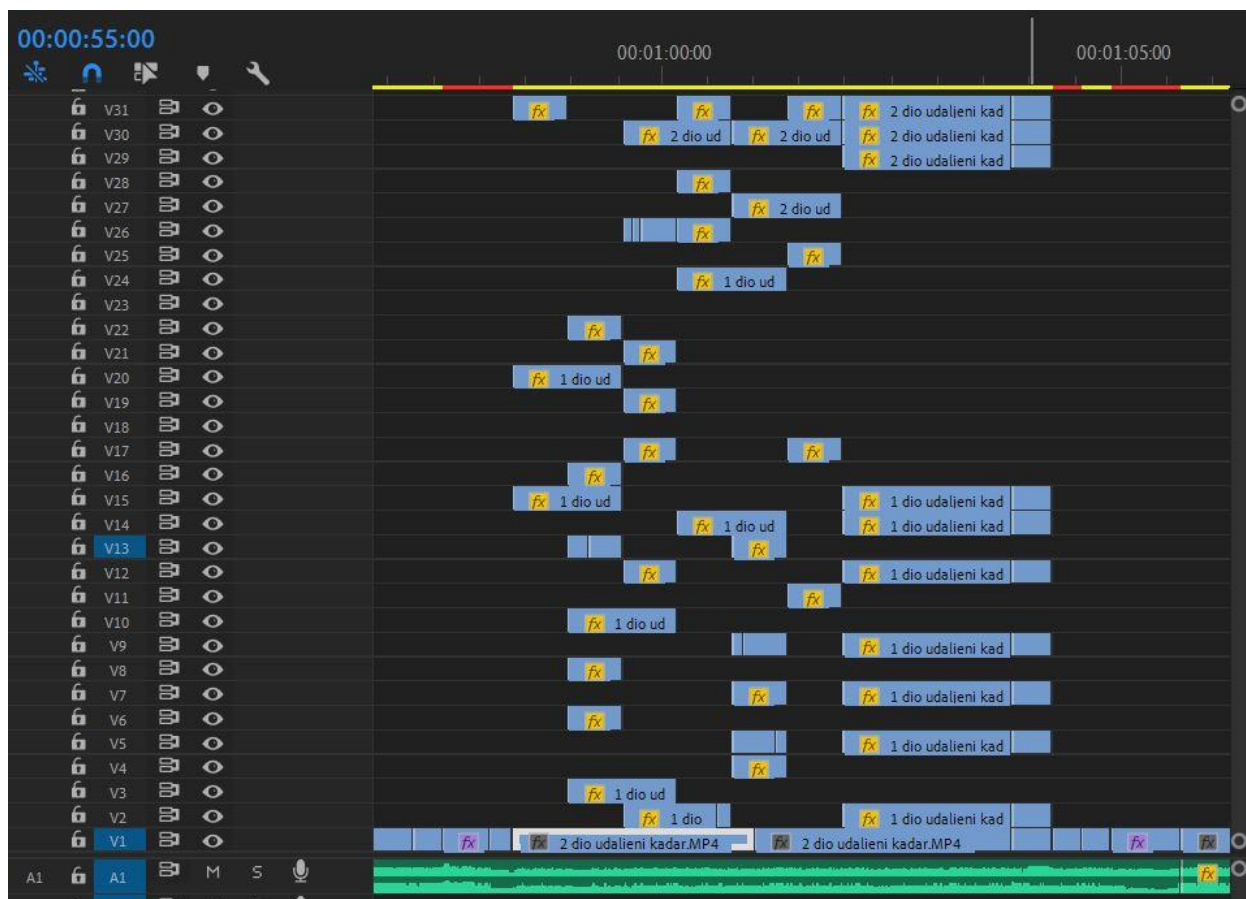 00:00:55:00
00:01:00:00 00:01:05:00
V31 fx fx fx fx 2 dio udaljeni kad
V30 fx 2 dio ud fx 2 dio ud fx 2 dio udaljeni kad
V29 fx 2 dio udaljeni kad
V28 fx
V27 fx 2 dio ud
V26 fx
V25 fx
V24 fx 1 dio ud
V23
V22 fx
V21 fx
V20 fx 1 dio ud
V19 fx
V18
V17 fx fx
V16 fx
V15 fx 1 dio ud fx 1 dio udaljeni kad
V14 fx 1 dio ud fx 1 dio udaljeni kad
V13 fx
V12 fx fx 1 dio udaljeni kad
V11 fx
V10 fx 1 dio ud
V9 fx 1 dio udaljeni kad
V8 fx
V7 fx fx 1 dio udaljeni kad
V6 fx
V5 fx 1 dio udaljeni kad
V4 fx
V3 fx 1 dio ud
V2 fx 1 dio fx 1 dio udaljeni kad
V1 fx fx 2 dio udaljeni kadar.MP4 fx 2 dio udaljeni kadar.MP4 fx fx
A1 A1 M S fx